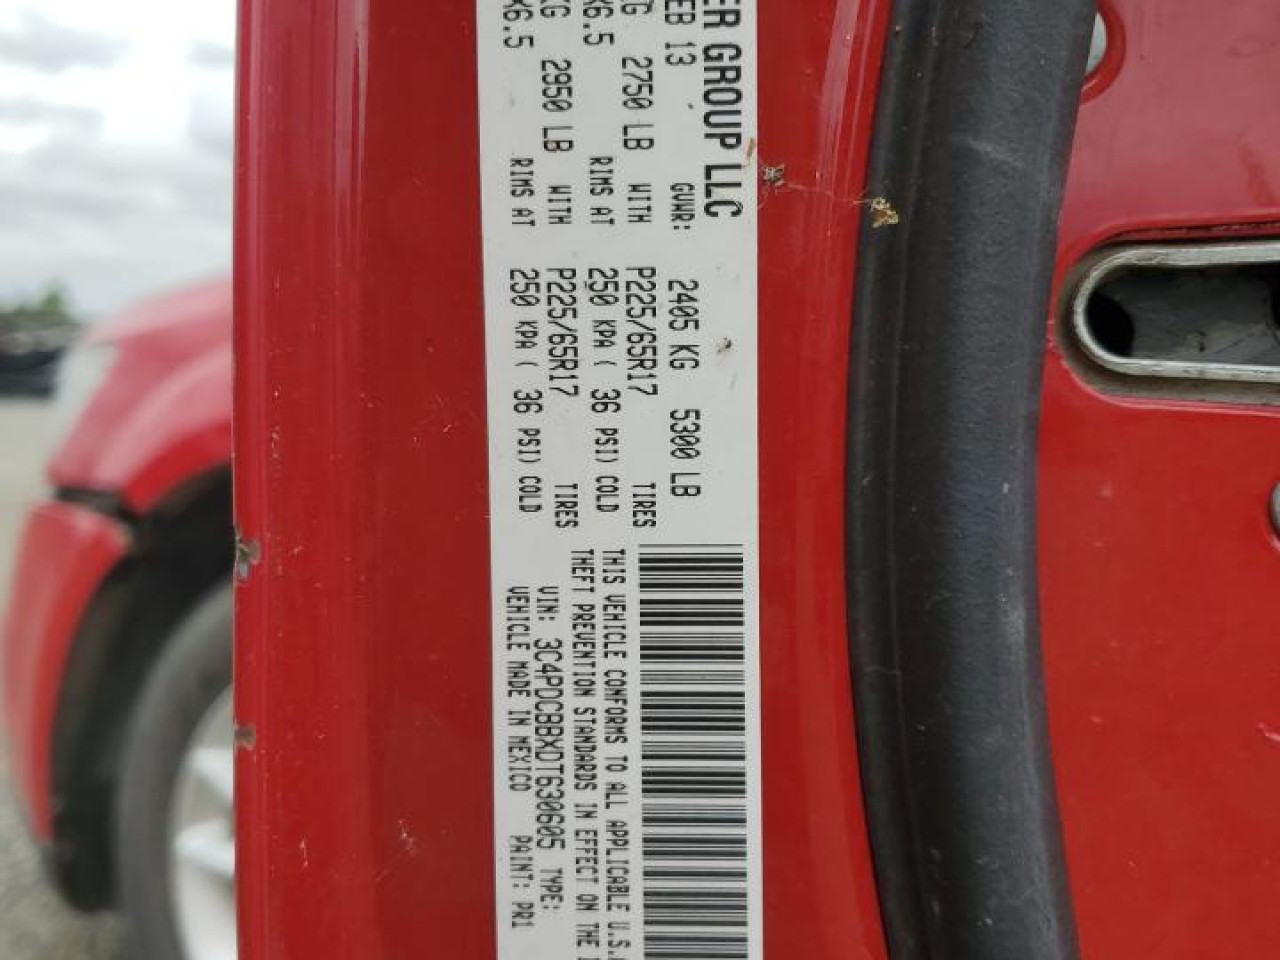 ER GROUP LLC
EB 13 GVWR: 2405 KG 5300 LB
KG 2750 LB WITH P225/65R17 TIRES
X6.5 RIMS AT 250 KPA ( 36 PSI) COLD
KG 2950 LB WITH P225/65R17 TIRES
X6.5 RIMS AT 250 KPA ( 36 PSI) COLD
THIS VEHICLE CONFORMS TO ALL APPLICABLE U.S.
THEFT PREVENTION STANDARDS IN EFFECT ON THE
VIN: 3C4PDCBBXDT630605 TYPE:
VEHICLE MADE IN MEXICO PAINT: PR1